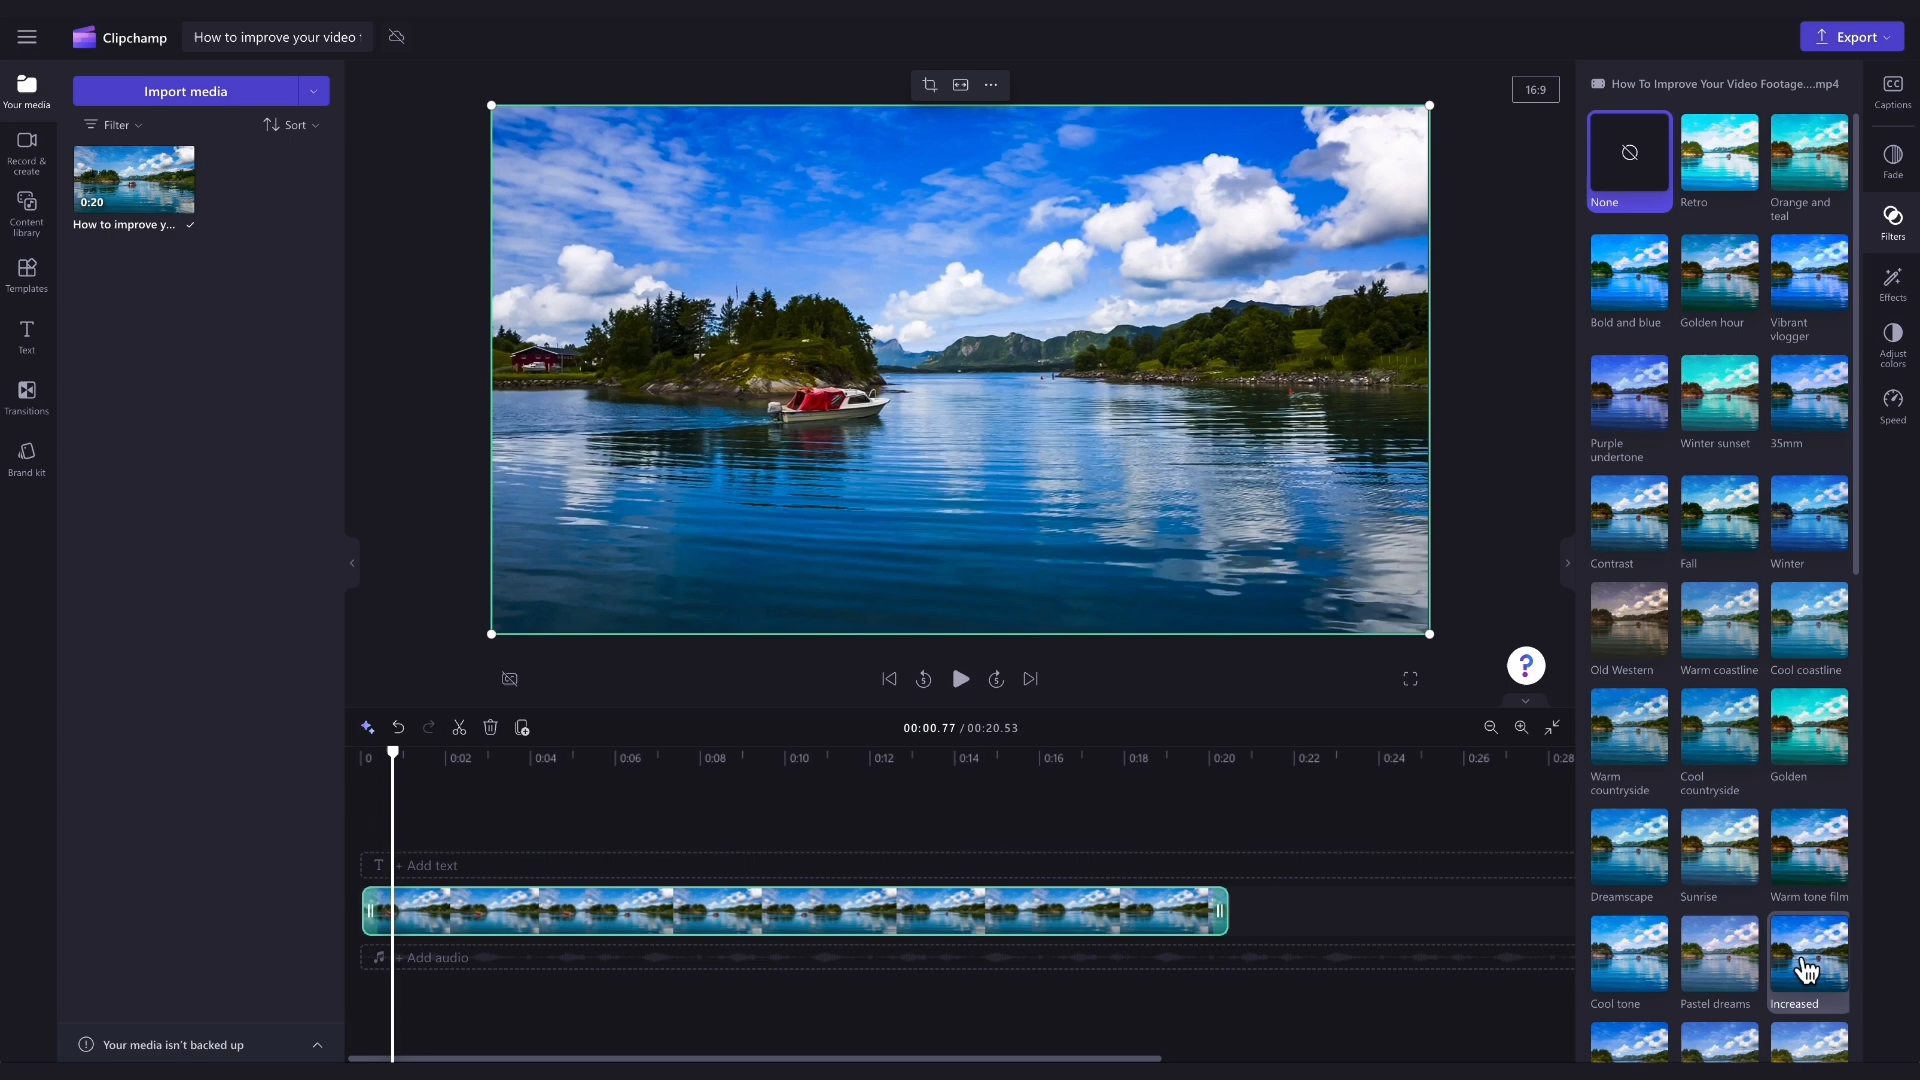 Clipchamp
How to improve your video
Export
Your media
Record & create
Content library
Templates
Text
Transitions
Brand kit
Import media
Filter
Sort
0:20
How to improve y...
Your media isn't backed up
16:9
5
5
?
00:00.77 / 00:20.53
0
0:02
0:04
0:06
0:08
0:10
0:12
0:14
0:16
0:18
0:20
0:22
0:24
0:26
0:28
T + Add text
+ Add audio
How To Improve Your Video Footage....mp4
None
Retro
Orange and
teal
Bold and blue
Golden hour
Vibrant
vlogger
Purple
undertone
Winter sunset
35mm
Contrast
Fall
Winter
Old Western
Warm coastline
Cool coastline
Warm
countryside
Cool
countryside
Golden
Dreamscape
Sunrise
Warm tone film
Cool tone
Pastel dreams
Increased
CC
Captions
Fade
Filters
Effects
Adjust
colors
Speed